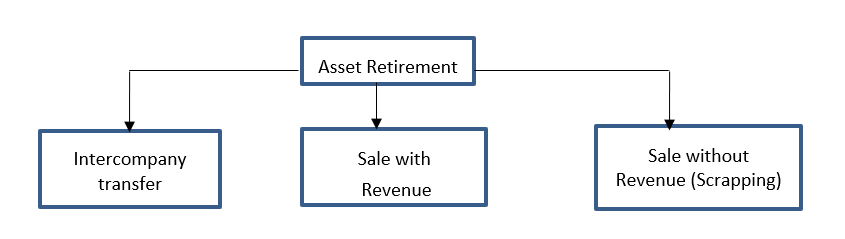 Asset Retirement
Intercompany
transfer
Sale with
Revenue
Sale without
Revenue (Scrapping)